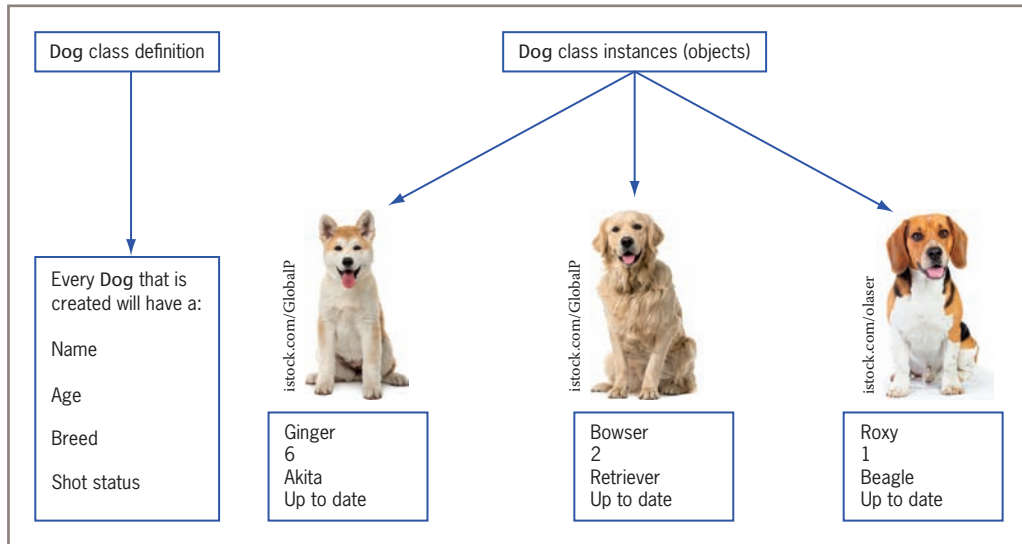 Dog class definition
Dog class instances (objects)
Every Dog that is
created will have a:
Name
Age
Breed
Shot status
istock.com/GlobalP
Ginger
6
Akita
Up to date
istock.com/GlobalP
Bowser
2
Retriever
Up to date
istock.com/olaser
Roxy
1
Beagle
Up to date